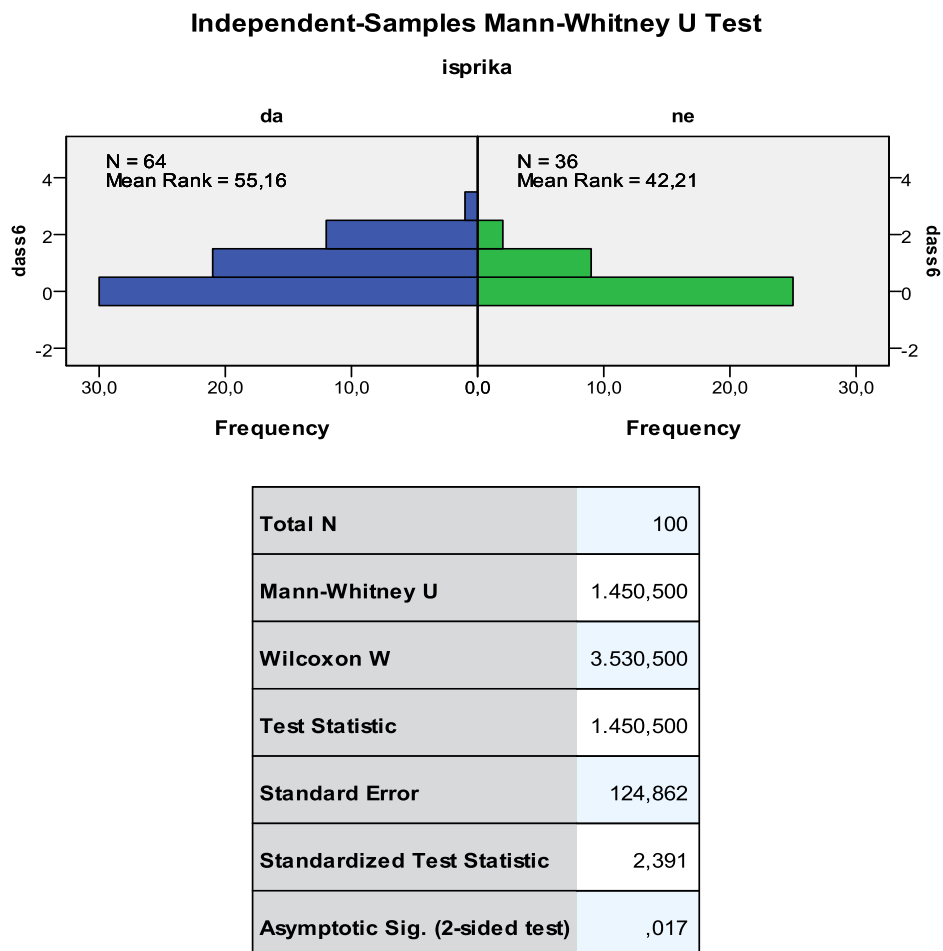 Independent-Samples Mann-Whitney U Test
isprika
da ne
N = 64
Mean Rank = 55,16
N = 36
Mean Rank = 42,21
dass6
4
2
0
-2
4
2
0
-2
dass6
30,0 20,0 10,0 0,0 10,0 20,0 30,0
Frequency Frequency
Total N 100
Mann-Whitney U 1.450,500
Wilcoxon W 3.530,500
Test Statistic 1.450,500
Standard Error 124,862
Standardized Test Statistic 2,391
Asymptotic Sig. (2-sided test) ,017